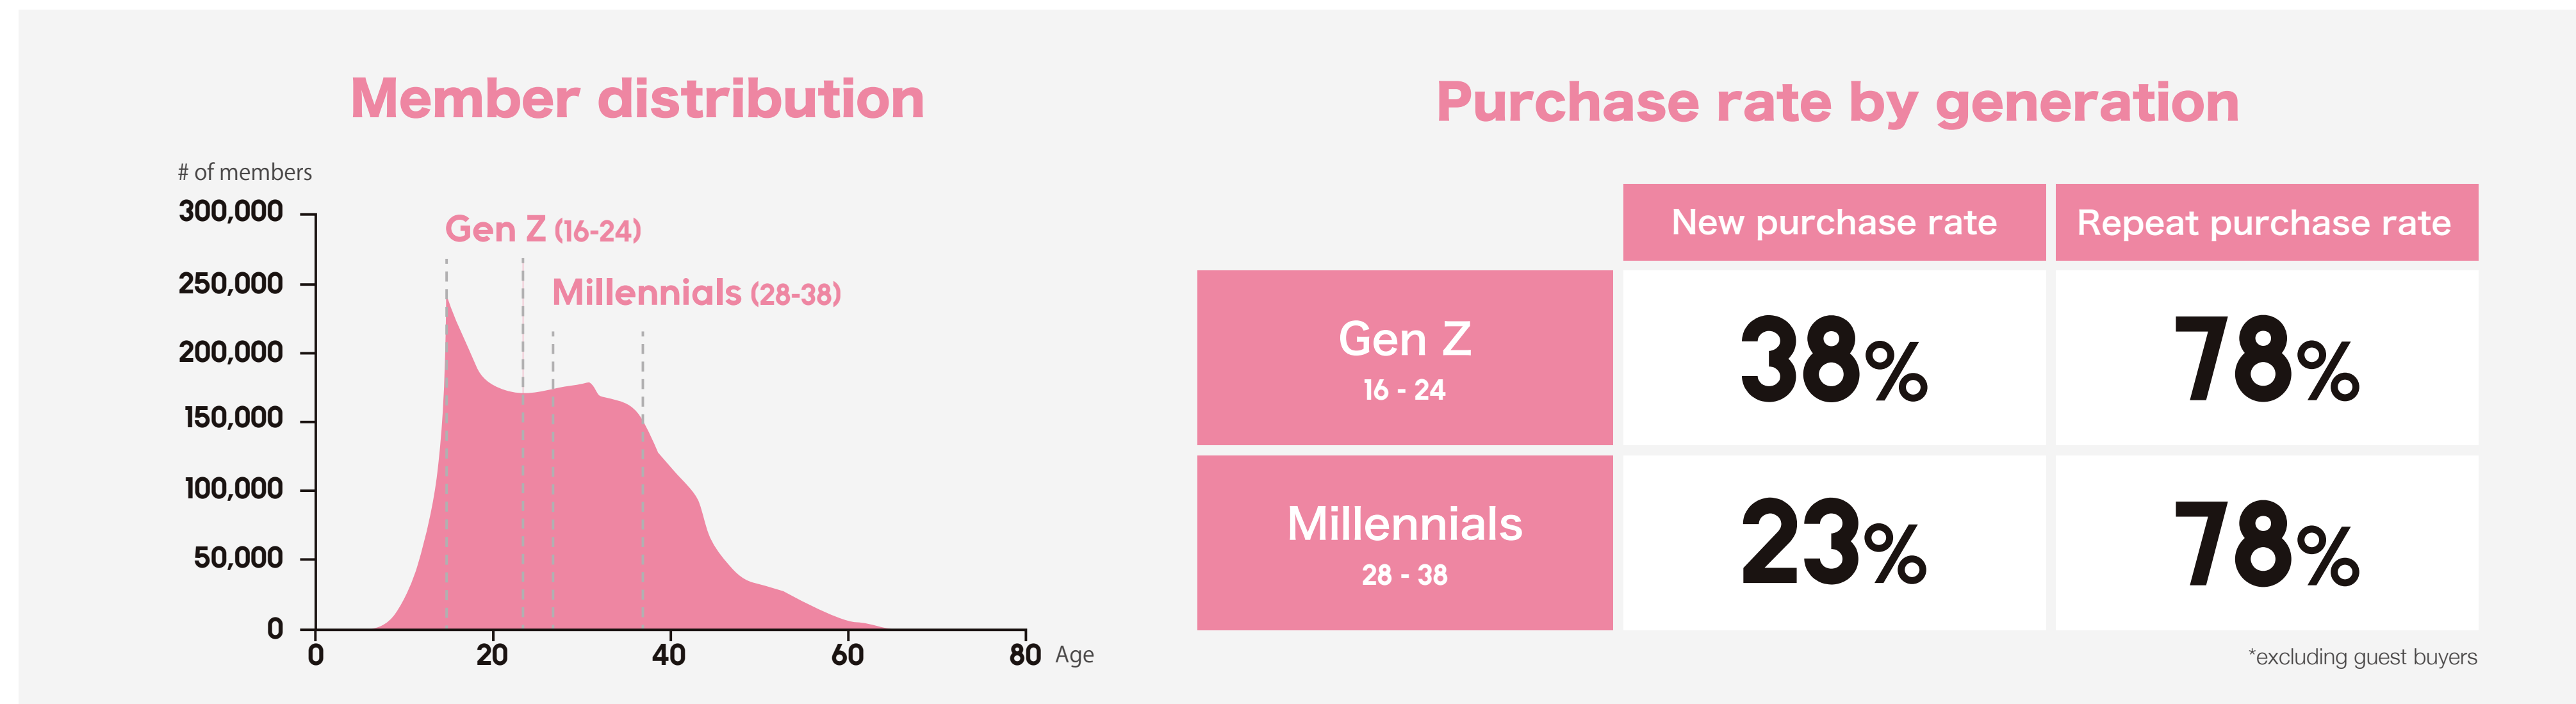 Member distribution
# of members
300,000
250,000
200,000
150,000
100,000
50,000
0
Gen Z (16-24)
Millennials (28-38)
0 20 40 60 80 Age
Purchase rate by generation
New purchase rate Repeat purchase rate
Gen Z
16 - 24
38% 78%
Millennials
28 - 38
23% 78%
*excluding guest buyers